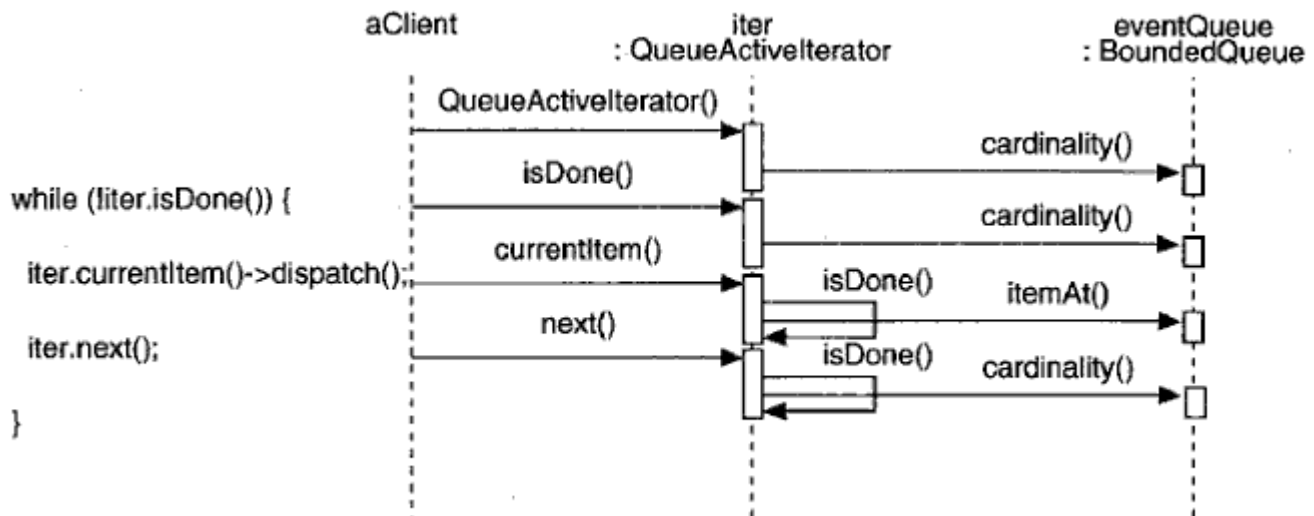 aClient
iter
: QueueActiveIterator
eventQueue
: BoundedQueue
QueueActiveIterator()
cardinality()
isDone()
while (!iter.isDone()) {
cardinality()
currentItem()
iter.currentItem()->dispatch();
isDone()
itemAt()
next()
iter.next();
isDone()
cardinality()
}